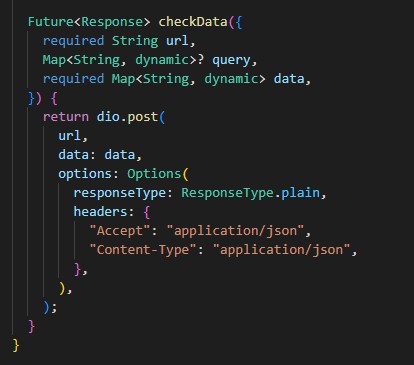 Future<Response> checkData({
required String url,
Map<String, dynamic>? query,
required Map<String, dynamic> data,
}) {
return dio.post(
url,
data: data,
options: Options(
responseType: ResponseType.plain,
headers: {
"Accept": "application/json",
"Content-Type": "application/json",
},
),
);
}
}